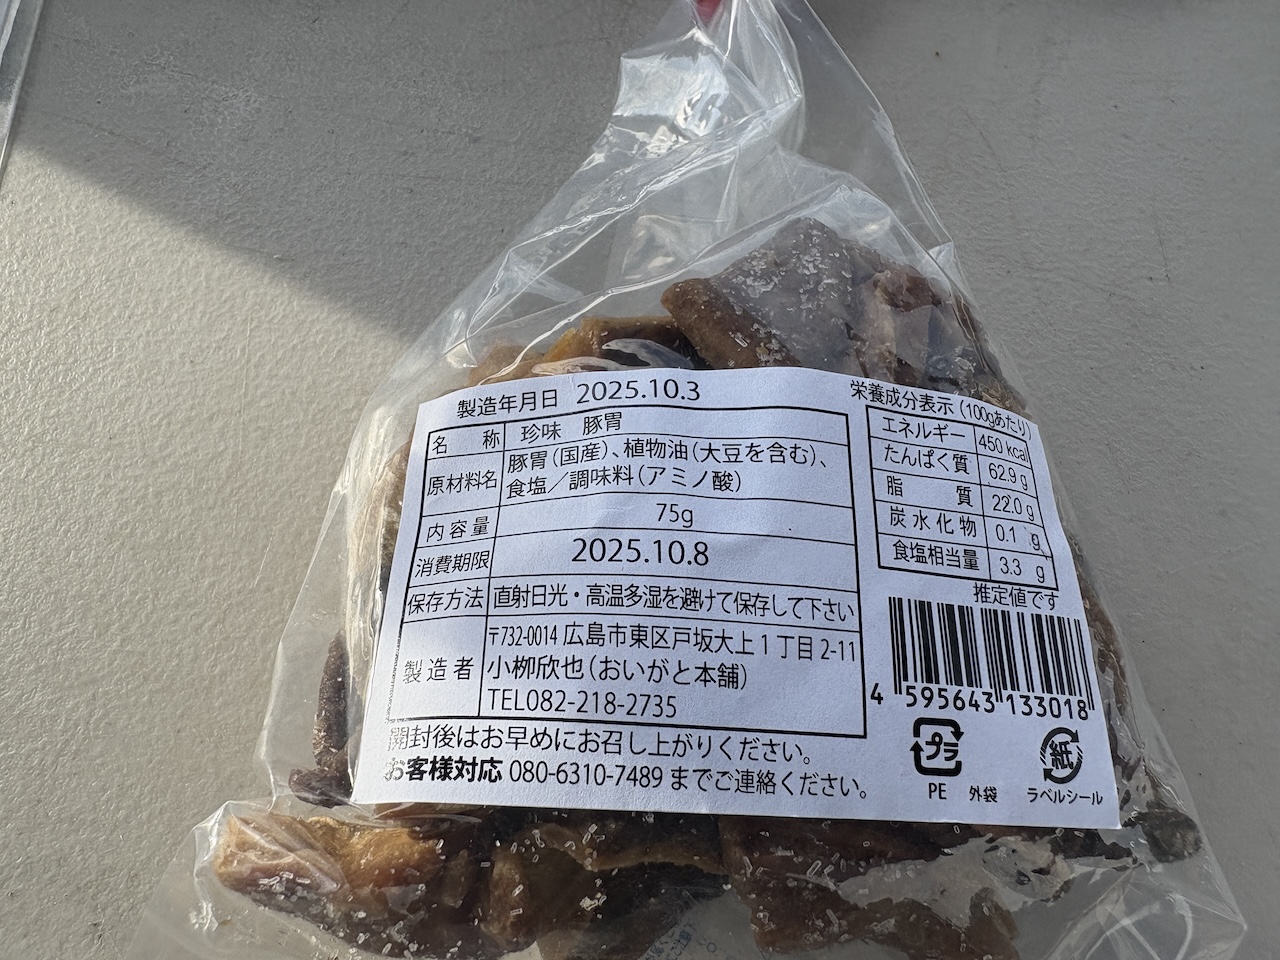 製造年月日 2025.10.3
名称 珍味 豚胃
原材料名 豚胃(国産)、植物油(大豆を含む)、
食塩/調味料(アミノ酸)
内容量 75g
消費期限 2025.10.8
保存方法 直射日光・高温多湿を避けて保存して下さい
製造者 〒732-0014 広島市東区戸坂大上1丁目2-11
小栁欣也(おいがと本舗)
TEL082-218-2735
開封後はお早めにお召し上がりください。
お客様対応 080-6310-7489 までご連絡ください。
栄養成分表示(100gあたり)
エネルギー 450 kcal
たんぱく質 62.9 g
脂質 22.0 g
炭水化物 0.1 g
食塩相当量 3.3 g
推定値です
4 595643 133018
プラ 紙
PE 外袋 ラベルシール